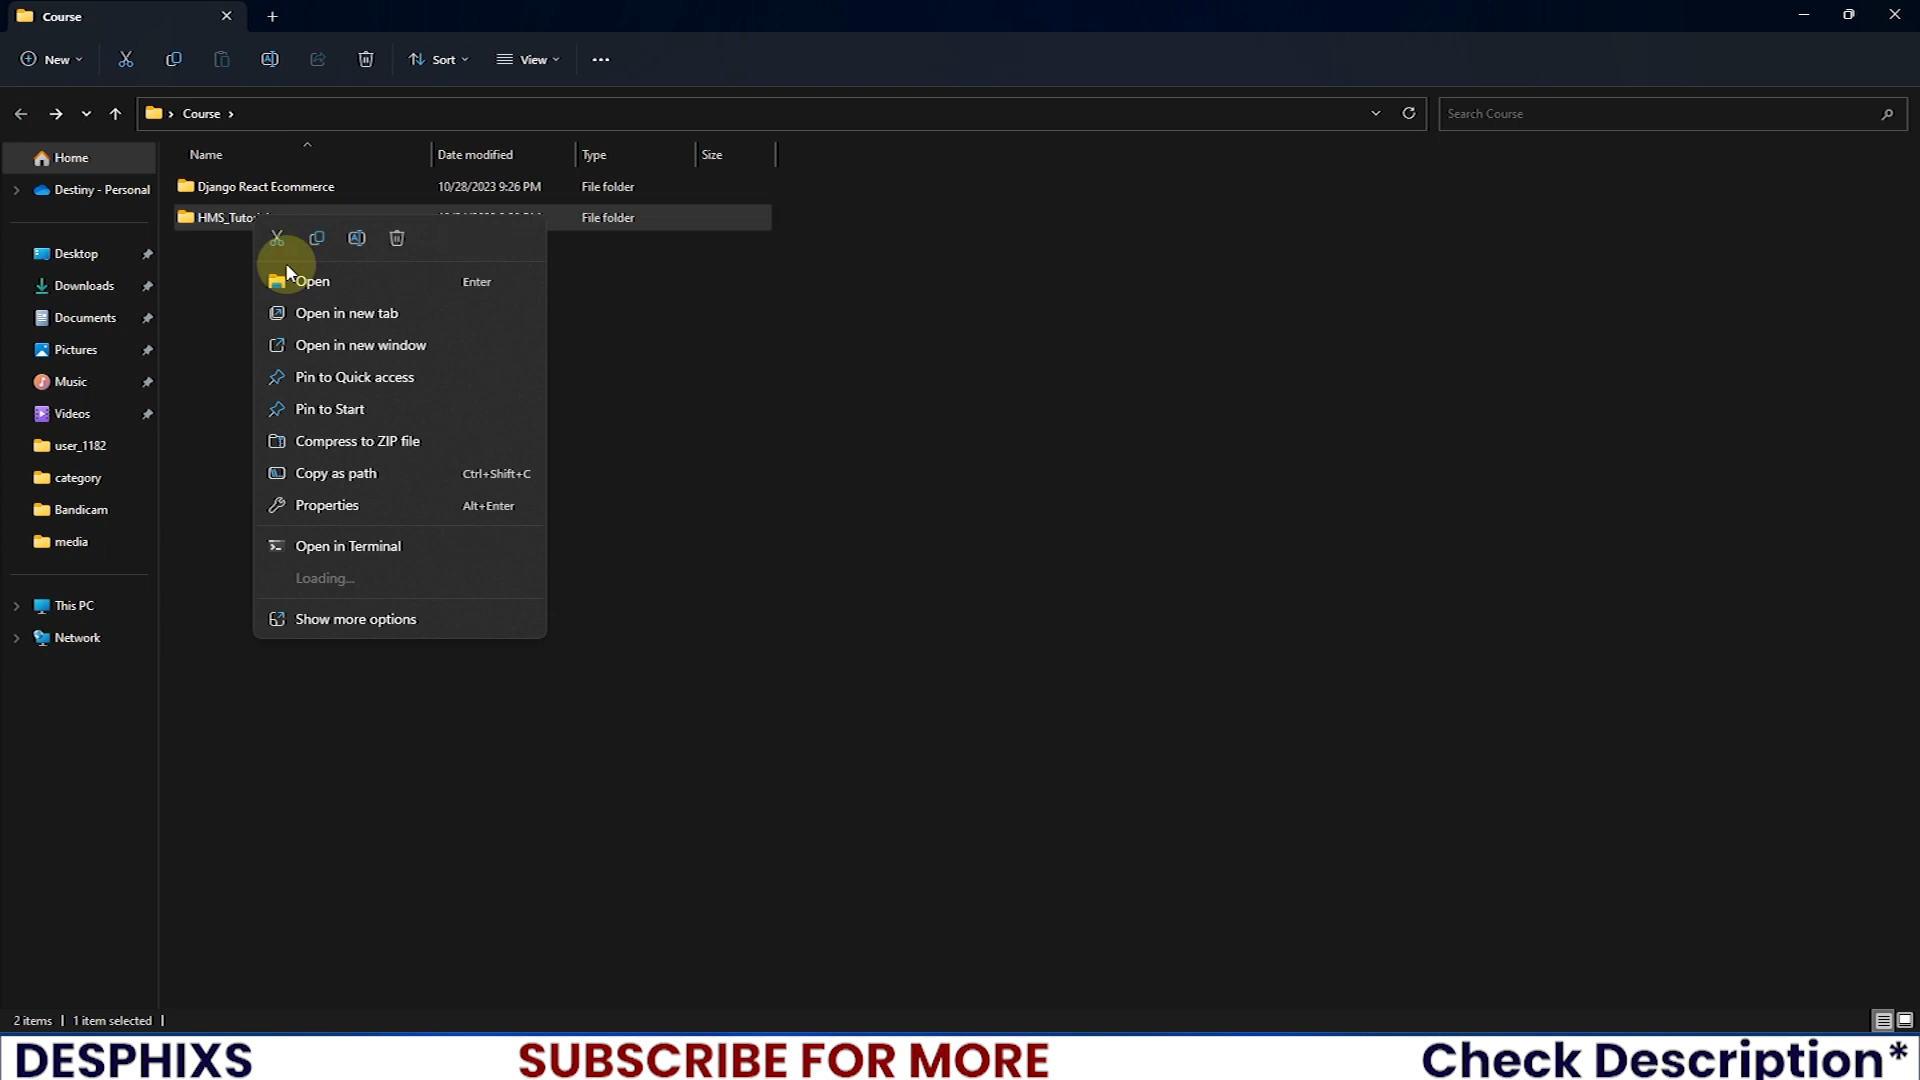 Course
New
Sort
View
Course
Search Course
Name
Date modified
Type
Size
Home
Destiny - Personal
Desktop
Downloads
Documents
Pictures
Music
Videos
user_1182
category
Bandicam
media
This PC
Network
Django React Ecommerce 10/28/2023 9:26 PM File folder
File folder
Open Enter
Open in new tab
Open in new window
Pin to Quick access
Pin to Start
Compress to ZIP file
Copy as path Ctrl+Shift+C
Properties Alt+Enter
Open in Terminal
Loading...
Show more options
2 items 1 item selected
DESPHIXS SUBSCRIBE FOR MORE Check Description*